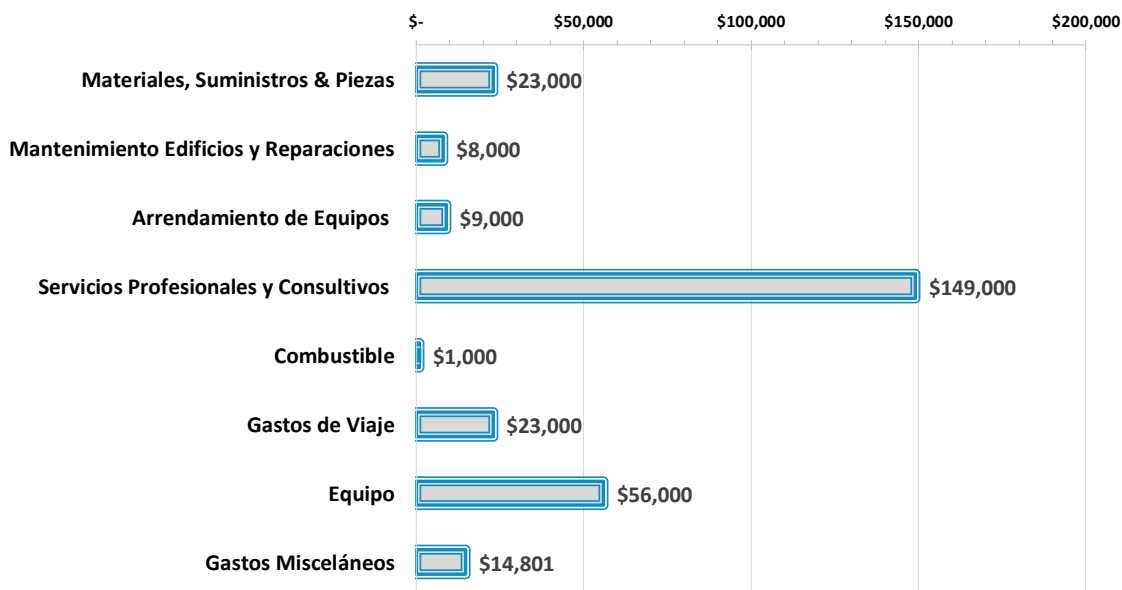 $- $50,000 $100,000 $150,000 $200,000
Materiales, Suministros & Piezas $23,000
Mantenimiento Edificios y Reparaciones $8,000
Arrendamiento de Equipos $9,000
Servicios Profesionales y Consultivos $149,000
Combustible $1,000
Gastos de Viaje $23,000
Equipo $56,000
Gastos Misceláneos $14,801